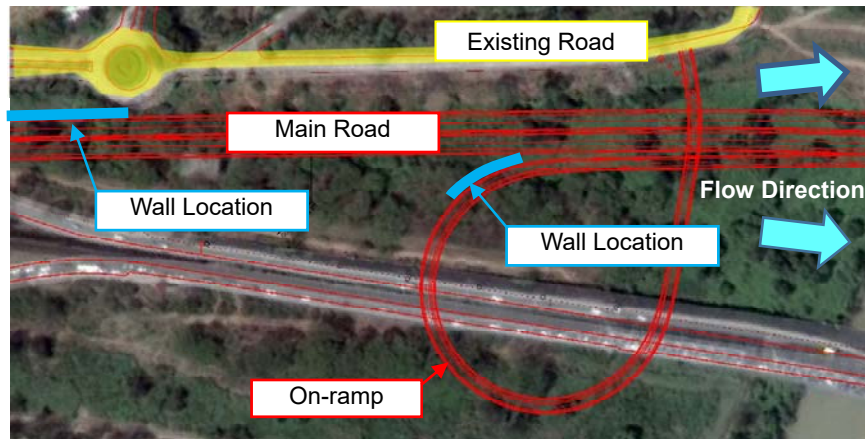 Existing Road
Main Road
Wall Location
Flow Direction
Wall Location
On-ramp